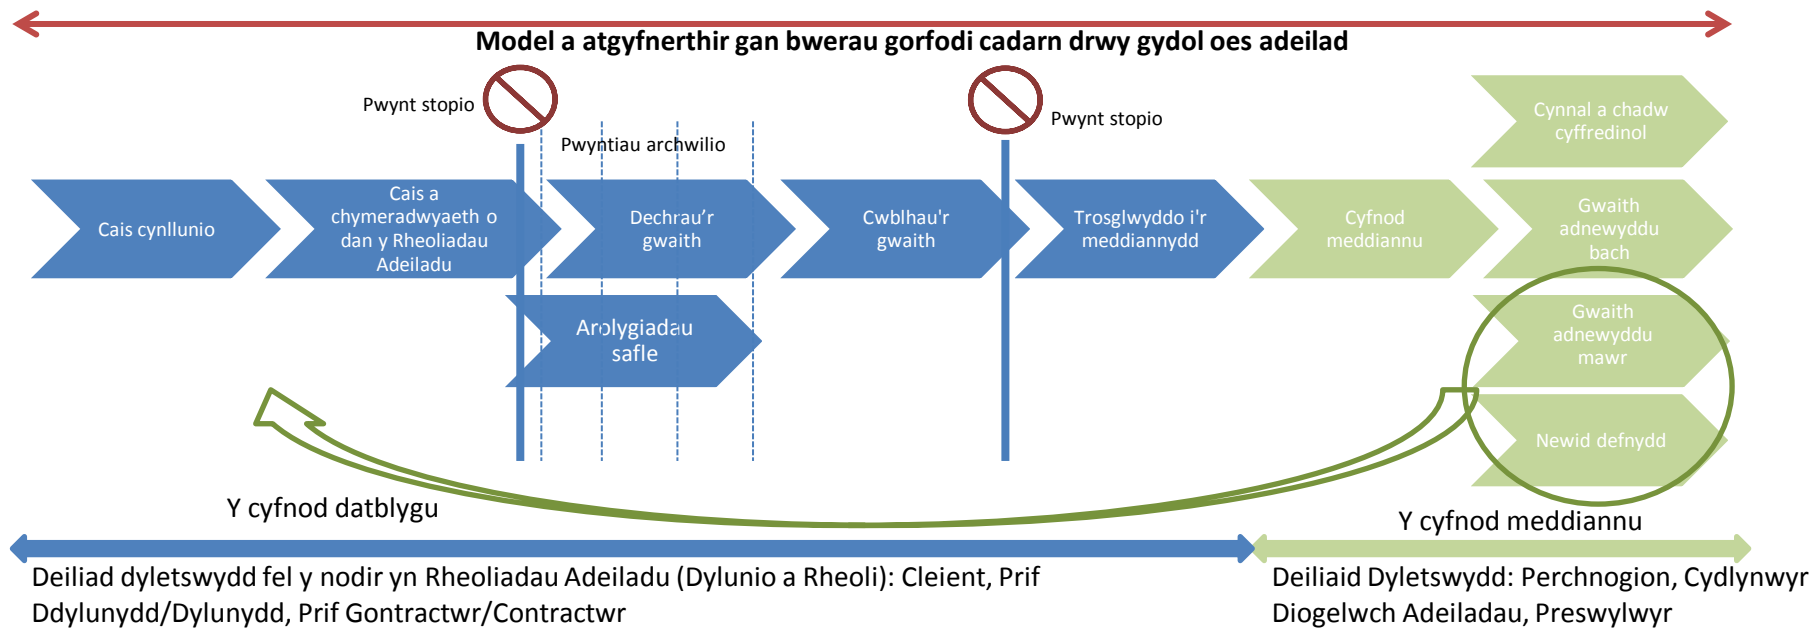 Model a atgyfnerthir gan bwerau gorfodi cadarn drwy gydol oes adeilad
Pwynt stopio
Pwynt stopio
Pwyntiau archwilio
Cais cynllunio
Cais a
chymeradwyaeth o
dan y Rheoliadau
Adeiladu
Dechrau’r
gwaith
Cwblhau'r
gwaith
Trosglwyddo i'r
meddiannydd
Cyfnod
meddiannu
Cynnal a chadw
cyffredinol
Gwaith
adnewyddu
bach
Arolygiadau
safle
Gwaith
adnewyddu
mawr
Newid defnydd
Y cyfnod datblygu
Y cyfnod meddiannu
Deiliad dyletswydd fel y nodir yn Rheoliadau Adeiladu (Dylunio a Rheoli): Cleient, Prif
Ddylunydd/Dylunydd, Prif Gontractwr/Contractwr
Deiliaid Dyletswydd: Perchnogion, Cydlynwyr
Diogelwch Adeiladau, Preswylwyr